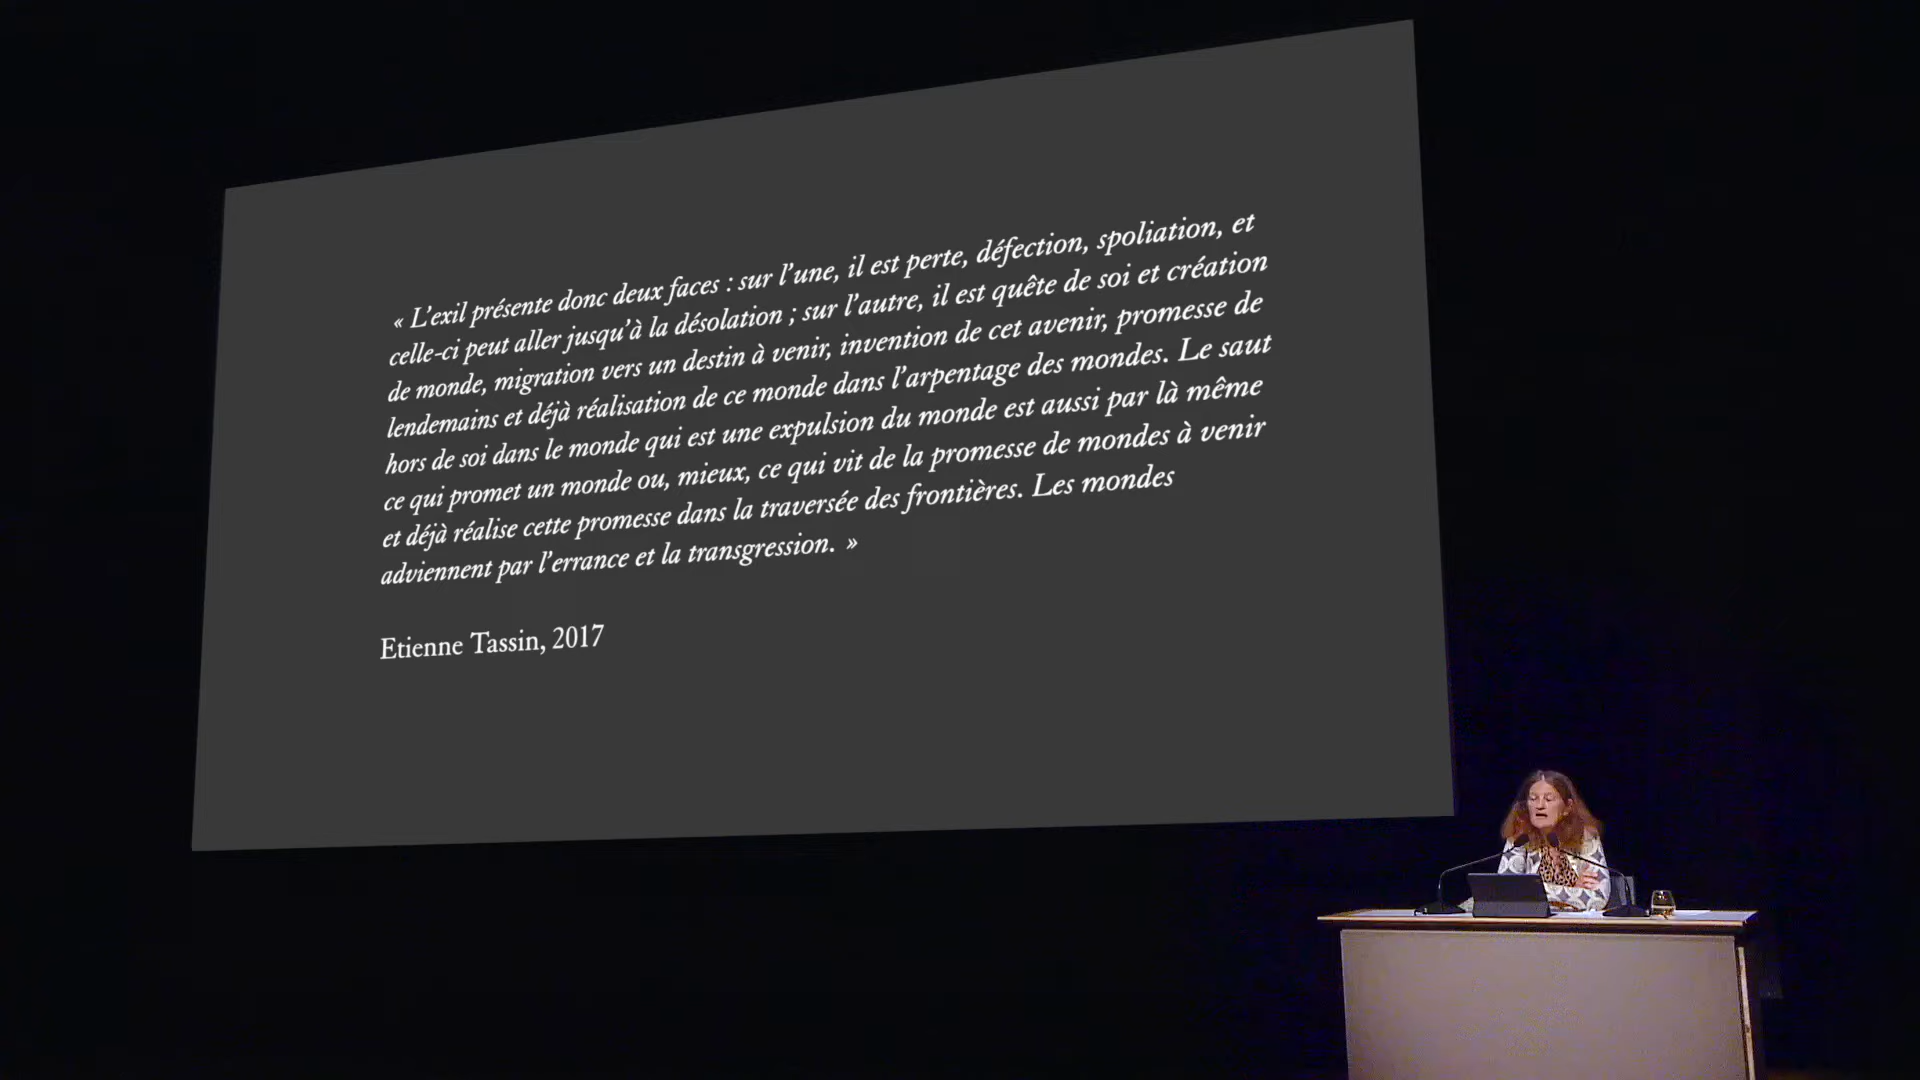 « L’exil présente donc deux faces : sur l’une, il est perte, défection, spoliation, et
celle-ci peut aller jusqu’à la désolation ; sur l’autre, il est quête de soi et création
de monde, migration vers un destin à venir, invention de cet avenir, promesse de
lendemains et déjà réalisation de ce monde dans l’arpentage des mondes. Le saut
hors de soi dans le monde qui est une expulsion du monde est aussi par là même
ce qui promet un monde ou, mieux, ce qui vit de la promesse de mondes à venir
et déjà réalise cette promesse dans la traversée des frontières. Les mondes
adviennent par l’errance et la transgression. »
Etienne Tassin, 2017